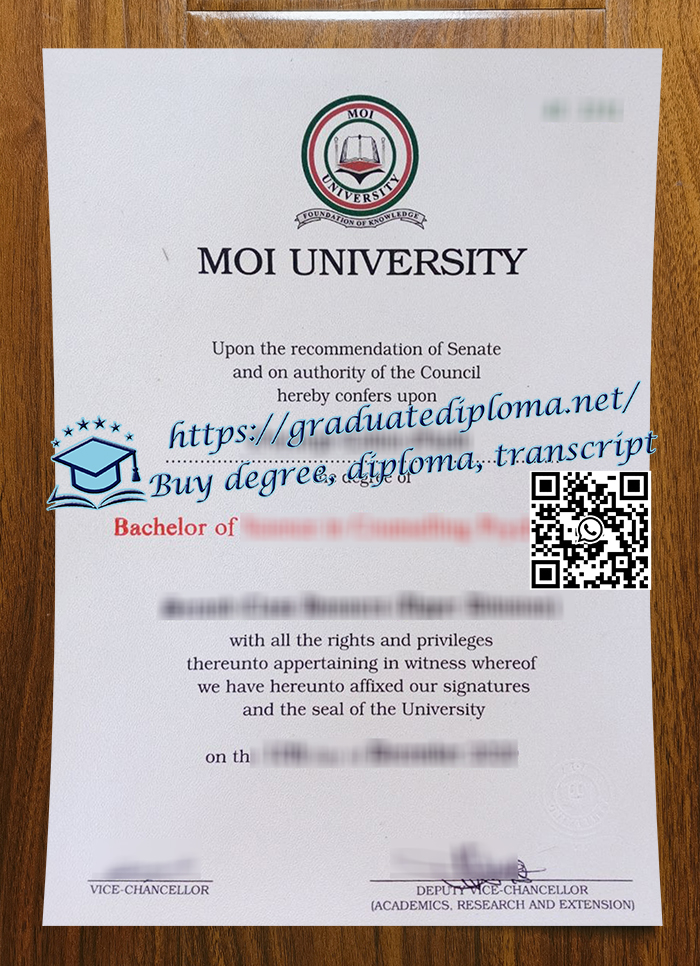 MOI
UNIVERSITY
FOUNDATION OF KNOWLEDGE
MOI UNIVERSITY
Upon the recommendation of Senate
and on authority of the Council
hereby confers upon
https://graduatediploma.net/
Buy degree, diploma, transcript
degree of
Bachelor of
with all the rights and privileges
thereunto appertaining in witness whereof
we have hereunto affixed our signatures
and the seal of the University
on th
VICE-CHANCELLOR
DEPUTY VICE-CHANCELLOR
(ACADEMICS, RESEARCH AND EXTENSION)